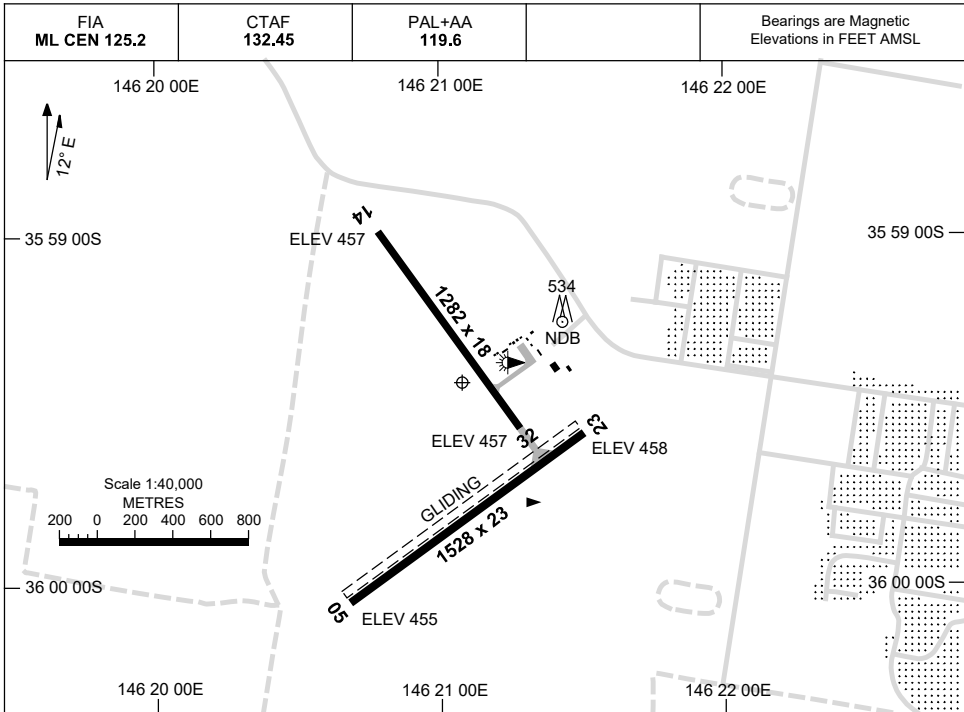 FIA
ML CEN 125.2
CTAF
132.45
PAL+AA
119.6
Bearings are Magnetic
Elevations in FEET AMSL
146 20 00E
146 21 00E
146 22 00E
12° E
14
35 59 00S
ELEV 457
35 59 00S
534
NDB
1282 x 18
ELEV 457
32
23
ELEV 458
Scale 1:40,000
METRES
200 0 200 400 600 800
GLIDING
1528 x 23
36 00 00S
36 00 00S
05
ELEV 455
146 20 00E
146 21 00E
146 22 00E